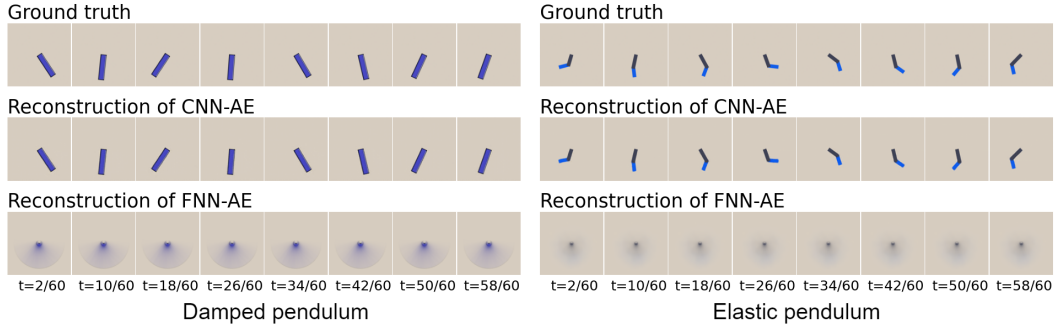 Ground truth
Reconstruction of CNN-AE
Reconstruction of FNN-AE
t=2/60 t=10/60 t=18/60 t=26/60 t=34/60 t=42/60 t=50/60 t=58/60
Damped pendulum
Ground truth
Reconstruction of CNN-AE
Reconstruction of FNN-AE
t=2/60 t=10/60 t=18/60 t=26/60 t=34/60 t=42/60 t=50/60 t=58/60
Elastic pendulum